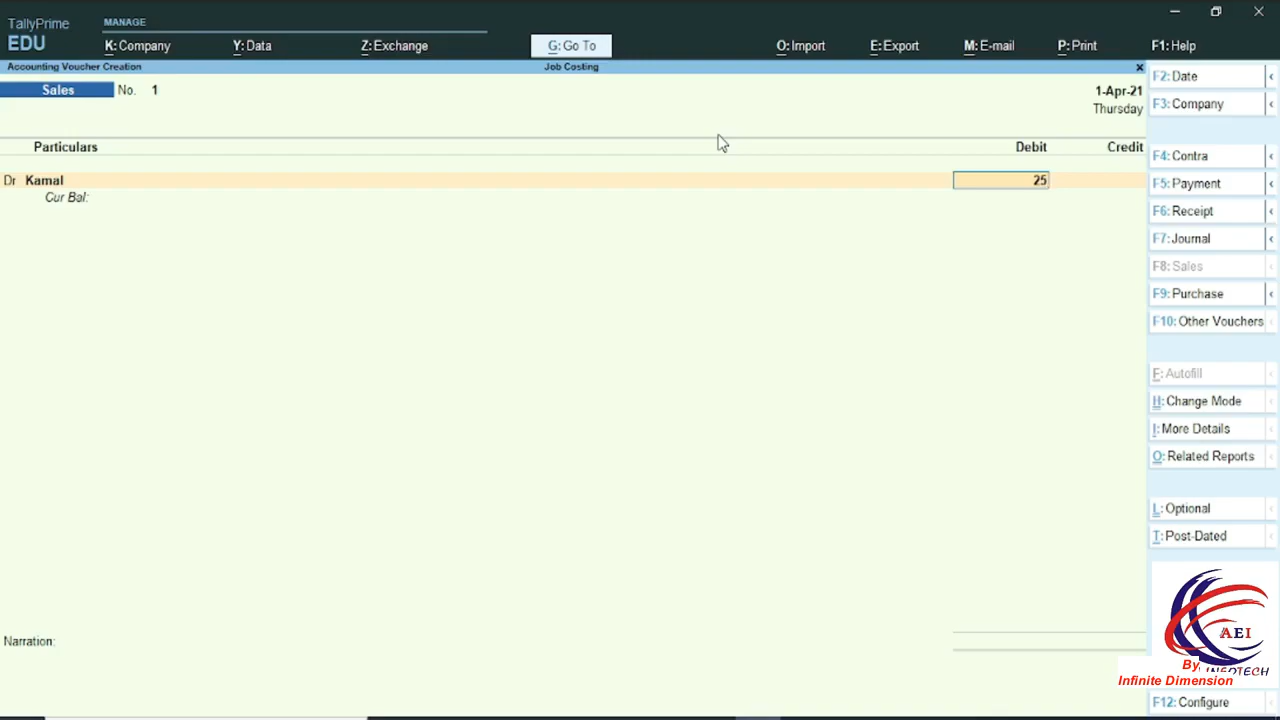 TallyPrime
EDU
MANAGE
K: Company Y: Data Z: Exchange G: Go To O: Import E: Export M: E-mail P: Print F1: Help
Accounting Voucher Creation Job Costing x
Sales No. 1 1-Apr-21
Thursday
Particulars Debit Credit
Dr Kamal 25
Cur Bal:
Narration:
F2: Date
F3: Company
F4: Contra
F5: Payment
F6: Receipt
F7: Journal
F8: Sales
F9: Purchase
F10: Other Vouchers
F: Autofill
H: Change Mode
I: More Details
O: Related Reports
L: Optional
T: Post-Dated
AEI
INFOTECH
By
Infinite Dimension
F12: Configure